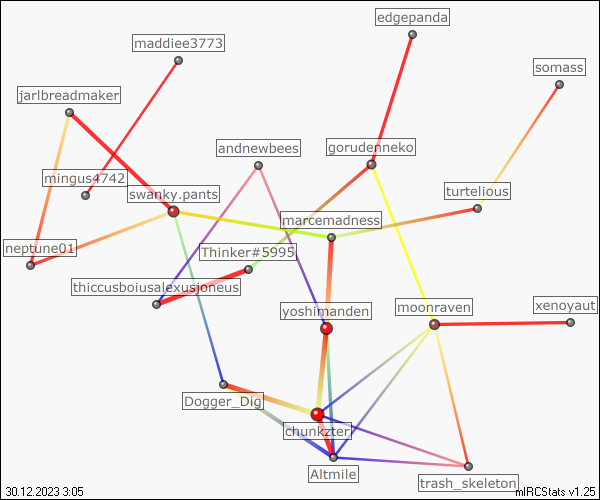 edgepanda
maddiee3773
somass
jarlbreadmaker
andnewbees
gorudenneko
mingus4742
swanky.pants
turtelious
marcemadness
neptune01
Thinker#5995
thiccusboiusalexusjoneus
yoshimanden
moonraven
xenoyaut
Dogger_Dig
chunkzter
Altmile
trash_skeleton
30.12.2023 3:05
mIRCStats v1.25